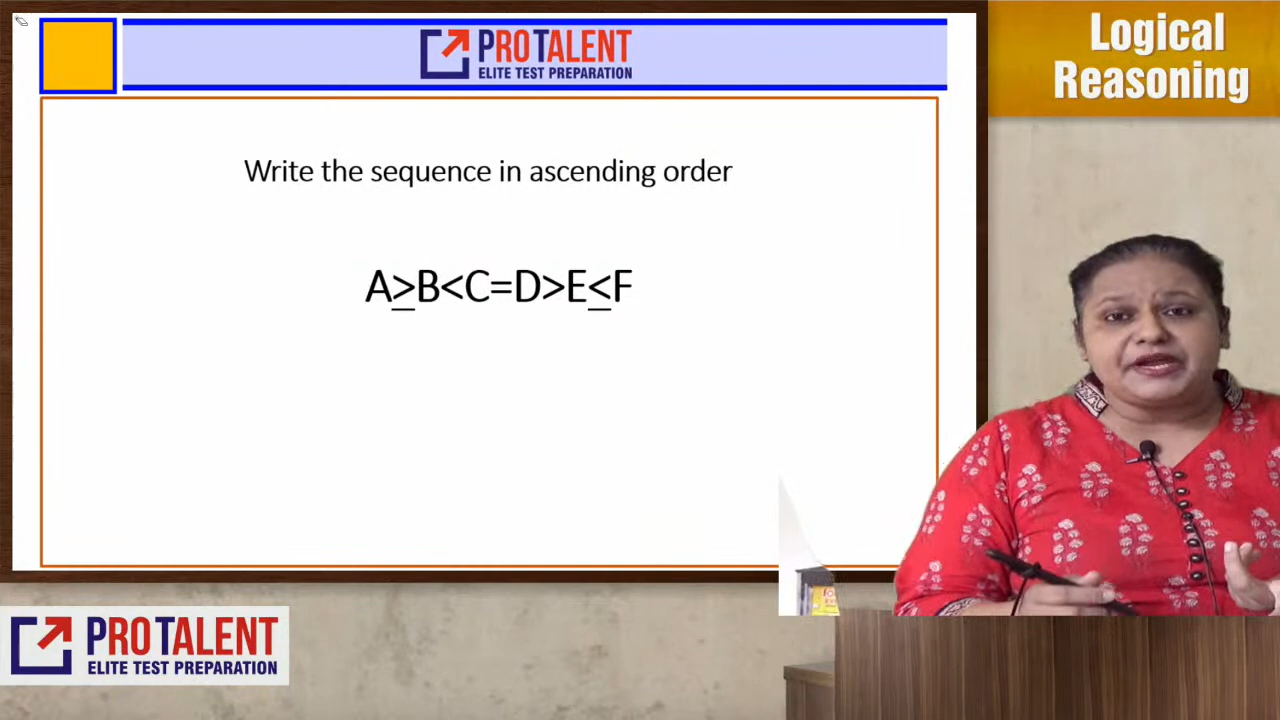 PROTALENT
ELITE TEST PREPARATION
Logical
Reasoning
Write the sequence in ascending order
A≥B<C=D>E≤F
PROTALENT
ELITE TEST PREPARATION